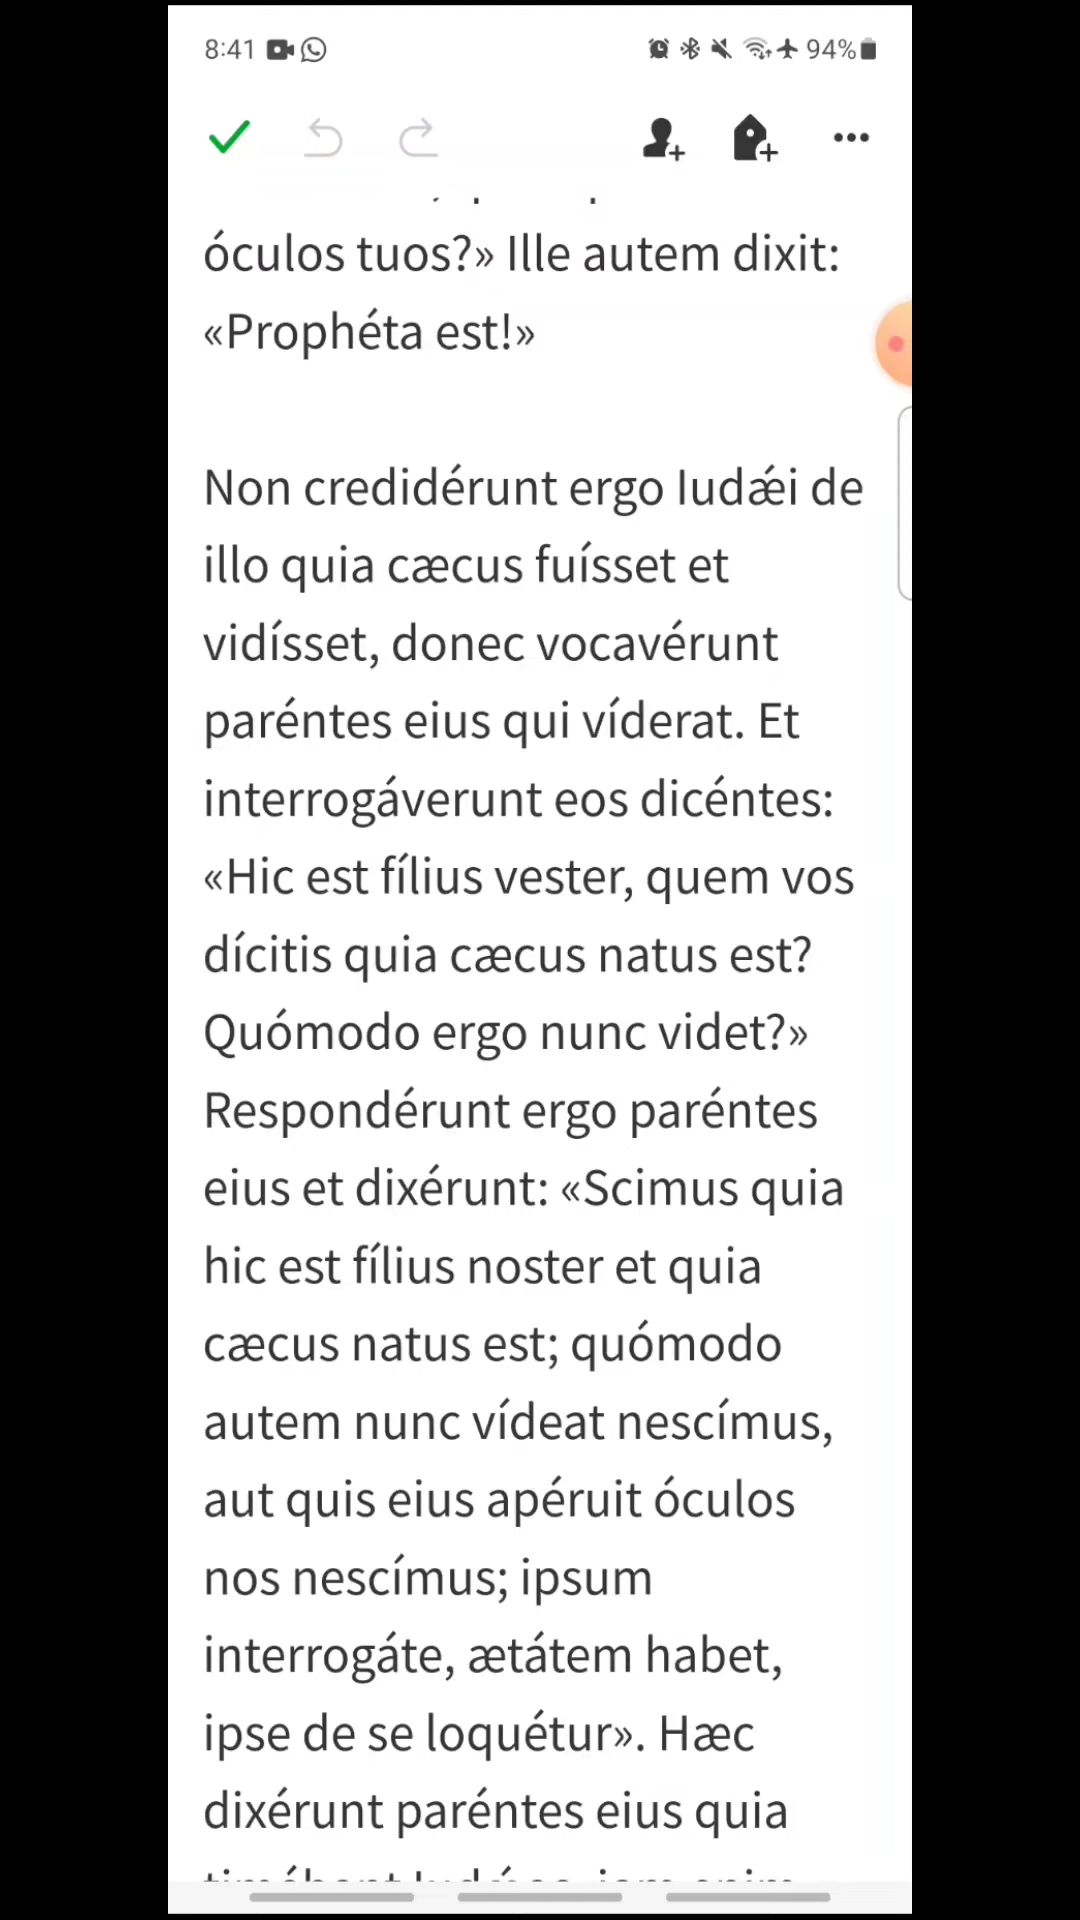 8:41
94%
óculos tuos?» Ille autem dixit:
«Prophéta est!»
Non credidérunt ergo Iudǽi de
illo quia cæcus fuísset et
vidísset, donec vocavérunt
paréntes eius qui víderat. Et
interrogáverunt eos dicéntes:
«Hic est fílius vester, quem vos
dícitis quia cæcus natus est?
Quómodo ergo nunc videt?»
Respondérunt ergo paréntes
eius et dixérunt: «Scimus quia
hic est fílius noster et quia
cæcus natus est; quómodo
autem nunc vídeat nescímus,
aut quis eius apéruit óculos
nos nescímus; ipsum
interrogáte, ætátem habet,
ipse de se loquétur». Hæc
dixérunt paréntes eius quia